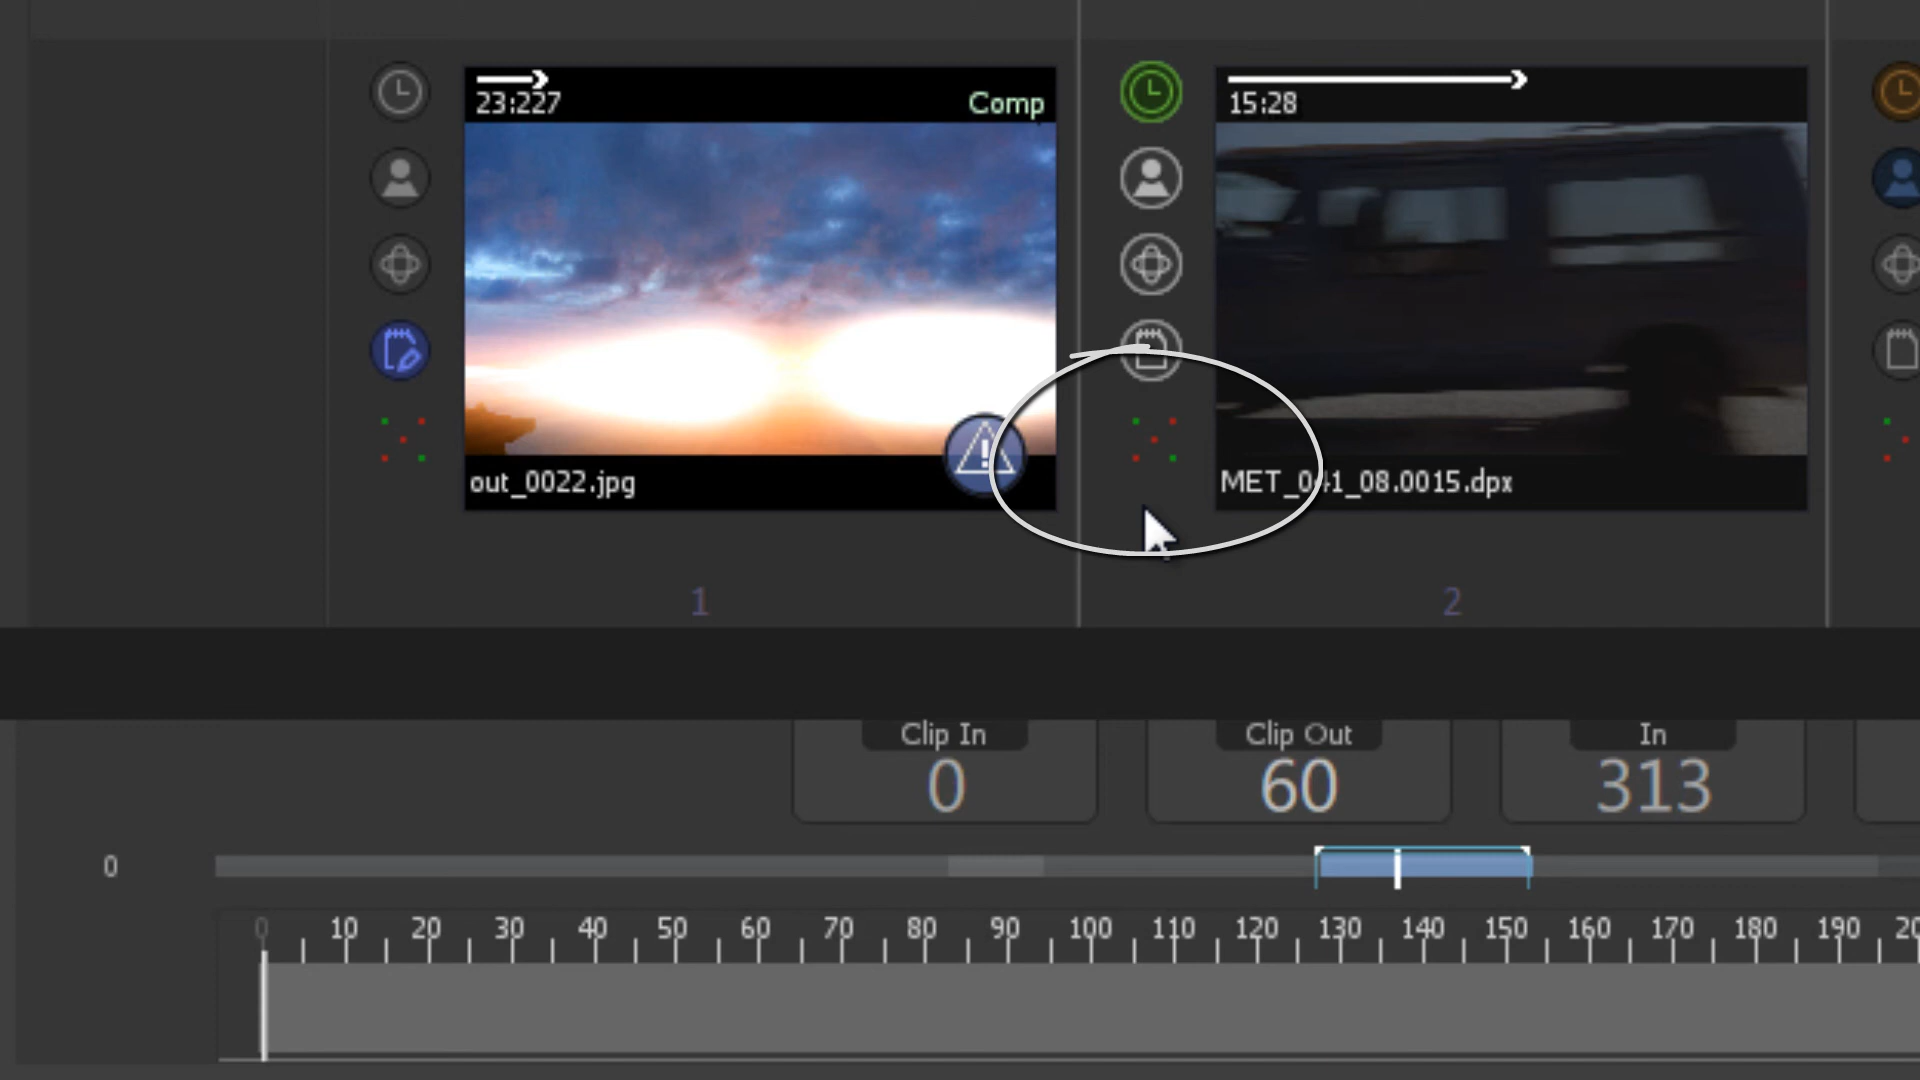 23:227
Comp
15:28
out_0022.jpg
MET_041_08.0015.dpx
1
2
Clip In
Clip Out
In
0
60
313
0
0 10 20 30 40 50 60 70 80 90 100 110 120 130 140 150 160 170 180 190